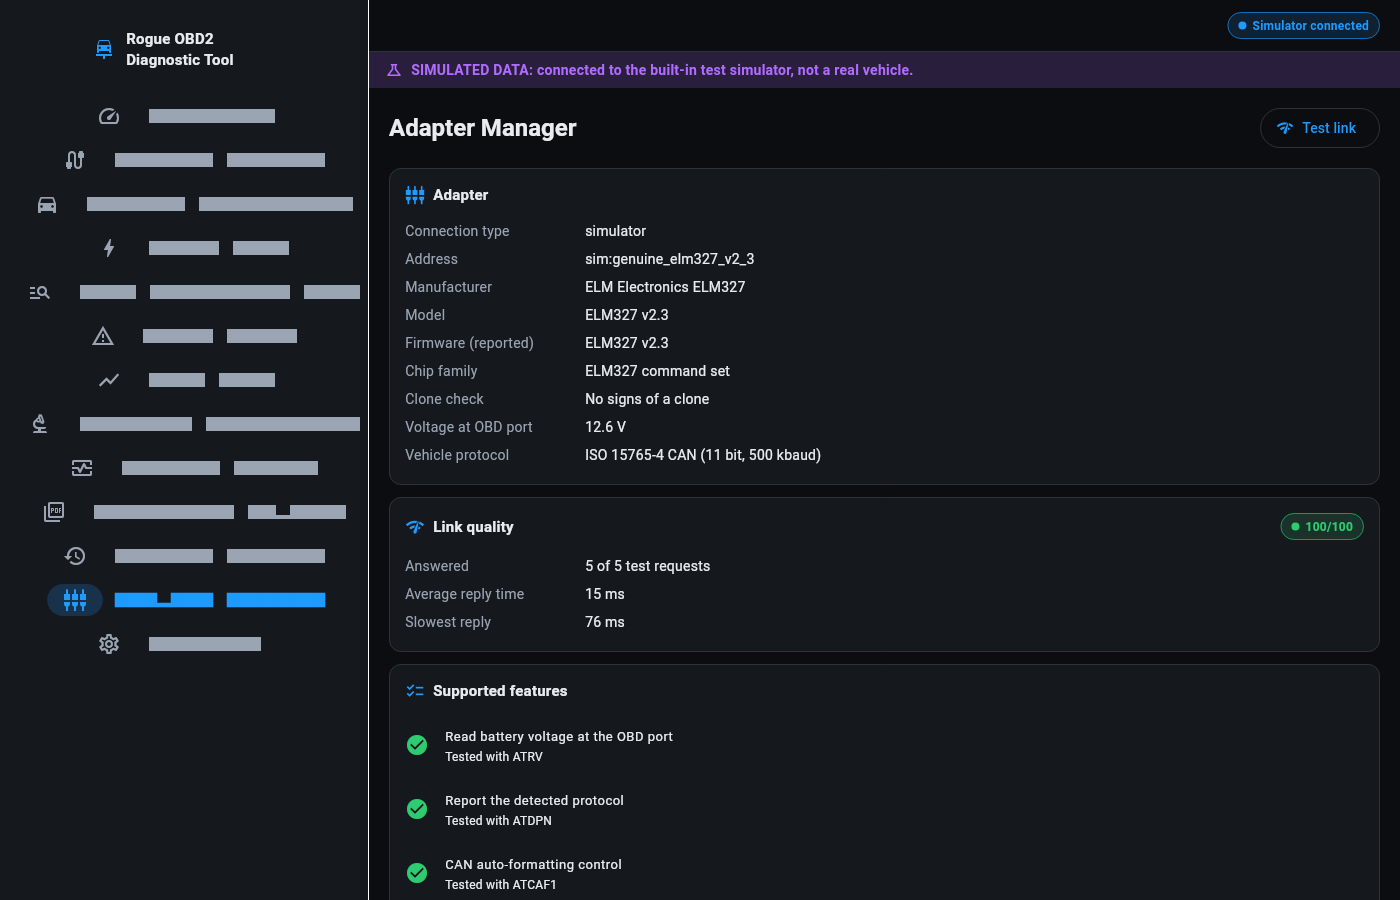 Rogue OBD2
Diagnostic Tool
Simulator connected
SIMULATED DATA: connected to the built-in test simulator, not a real vehicle.
Adapter Manager
Test link
Adapter
Connection type simulator
Address sim:genuine_elm327_v2_3
Manufacturer ELM Electronics ELM327
Model ELM327 v2.3
Firmware (reported) ELM327 v2.3
Chip family ELM327 command set
Clone check No signs of a clone
Voltage at OBD port 12.6 V
Vehicle protocol ISO 15765-4 CAN (11 bit, 500 kbaud)
Link quality
100/100
Answered 5 of 5 test requests
Average reply time 15 ms
Slowest reply 76 ms
PDF
Supported features
Read battery voltage at the OBD port
Tested with ATRV
Report the detected protocol
Tested with ATDPN
CAN auto-formatting control
Tested with ATCAF1